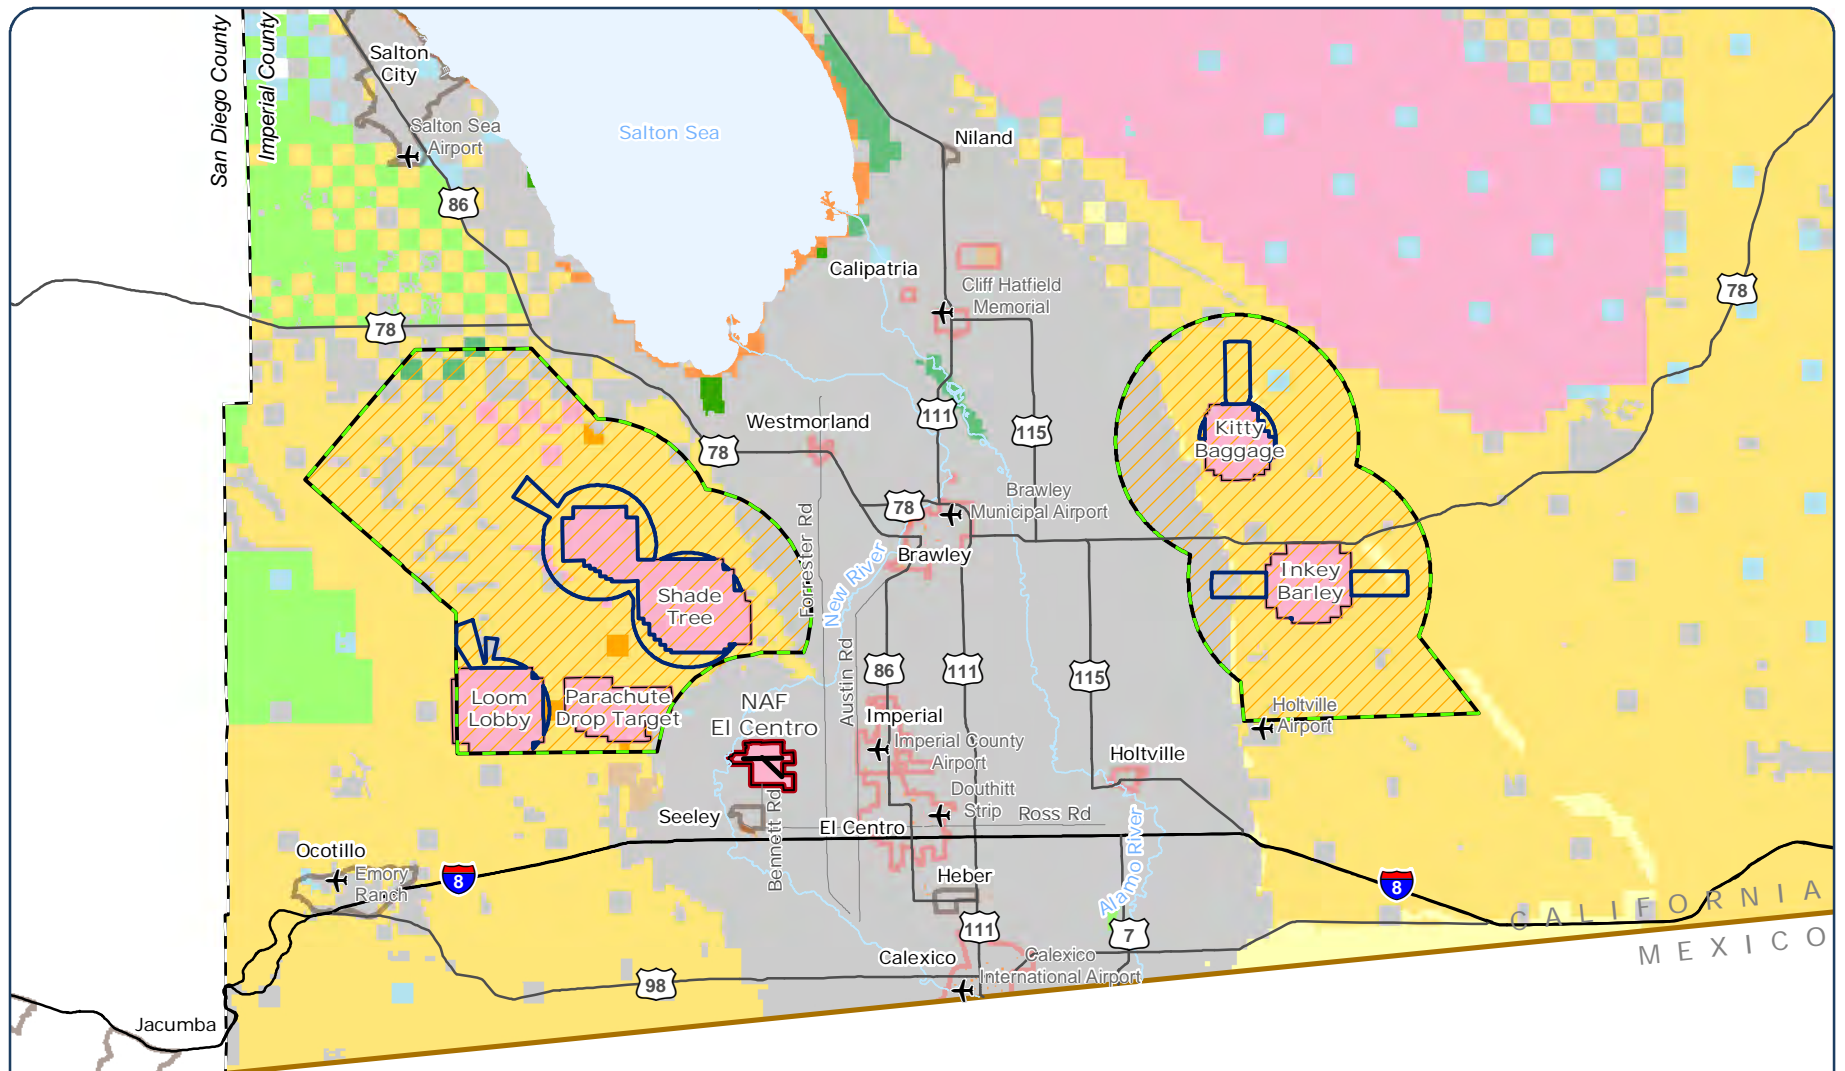 San Diego County
Imperial County
Salton
City
Salton Sea
Airport
86
Salton Sea
Niland
78
Calipatria
Cliff Hatfield
Memorial
78
Westmorland
78
111
115
Kitty
Baggage
78
Brawley
Municipal Airport
Brawley
Forrester Rd
New River
Shade
Tree
Inkey
Barley
Loom
Lobby
Parachute
Drop Target
NAF
El Centro
Austin Rd
86
111
115
Imperial
Imperial County
Airport
Holtville
Airport
Holtville
Douthitt
Strip
Ross Rd
Seeley
Bennett Rd
El Centro
Ocotillo
Emory
Ranch
8
Heber
Alamo River
8
CALIFORNIA
MEXICO
111
7
Calexico
Calexico
International Airport
98
Jacumba